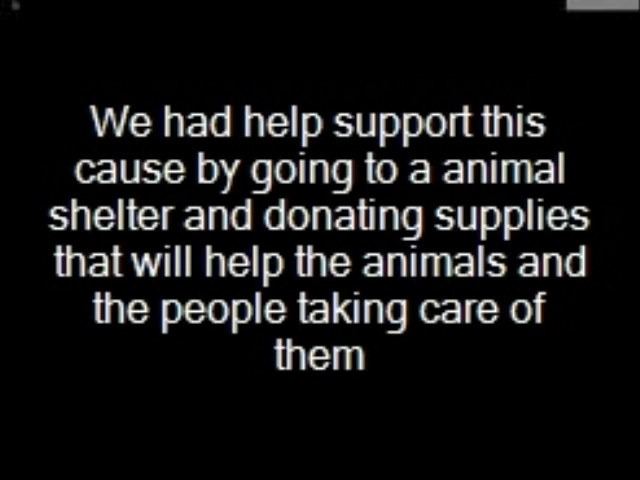 We had help support this
cause by going to a animal
shelter and donating supplies
that will help the animals and
the people taking care of
them